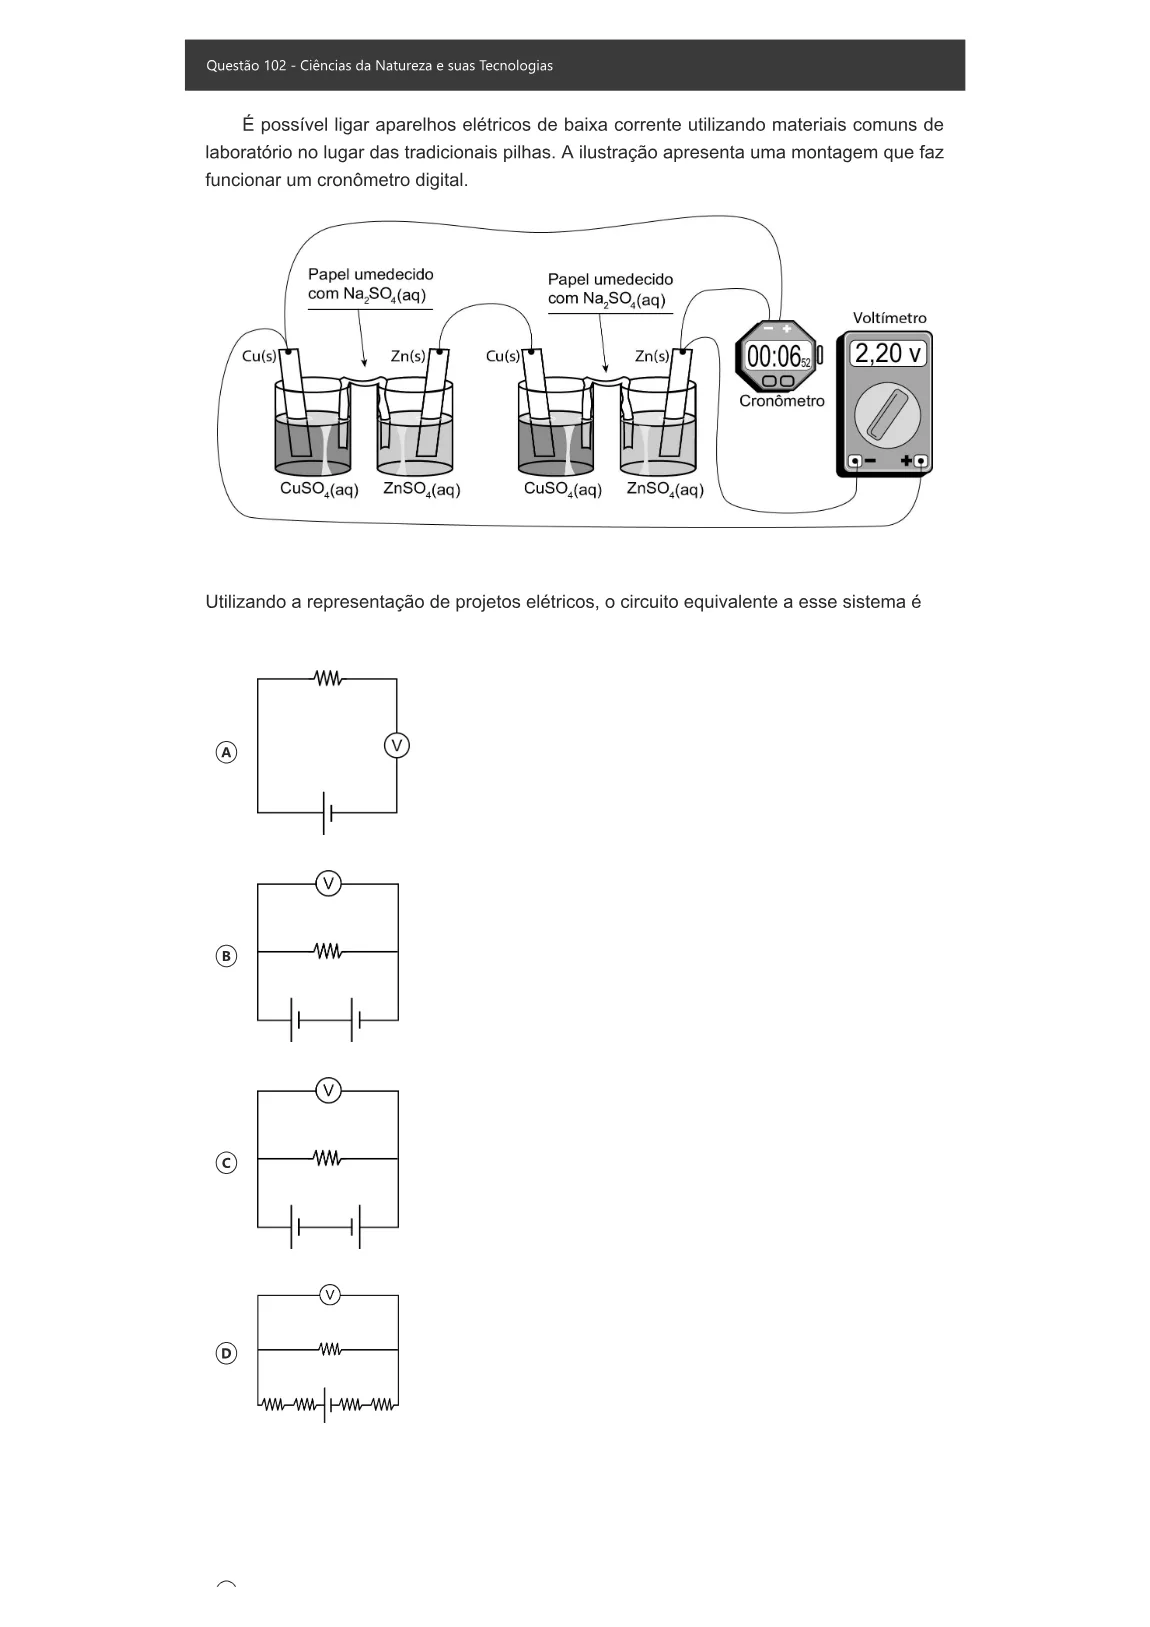 Questão 102 - Ciências da Natureza e suas Tecnologias
É possível ligar aparelhos elétricos de baixa corrente utilizando materiais comuns de
laboratório no lugar das tradicionais pilhas. A ilustração apresenta uma montagem que faz
funcionar um cronômetro digital.
Papel umedecido
com Na₂SO₄(aq)
Papel umedecido
com Na₂SO₄(aq)
Voltímetro
Cu(s)
Zn(s)
Cu(s)
Zn(s)
00:06 52
2,20 v
Cronômetro
CuSO₄(aq)
ZnSO₄(aq)
CuSO₄(aq)
ZnSO₄(aq)
Utilizando a representação de projetos elétricos, o circuito equivalente a esse sistema é
A
V
B
V
C
V
D
V